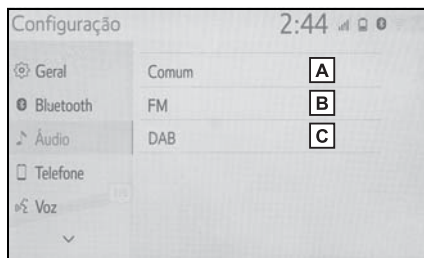 Configuração 2:44
Geral
Comum A
Bluetooth
FM B
Áudio
DAB C
Telefone
Voz